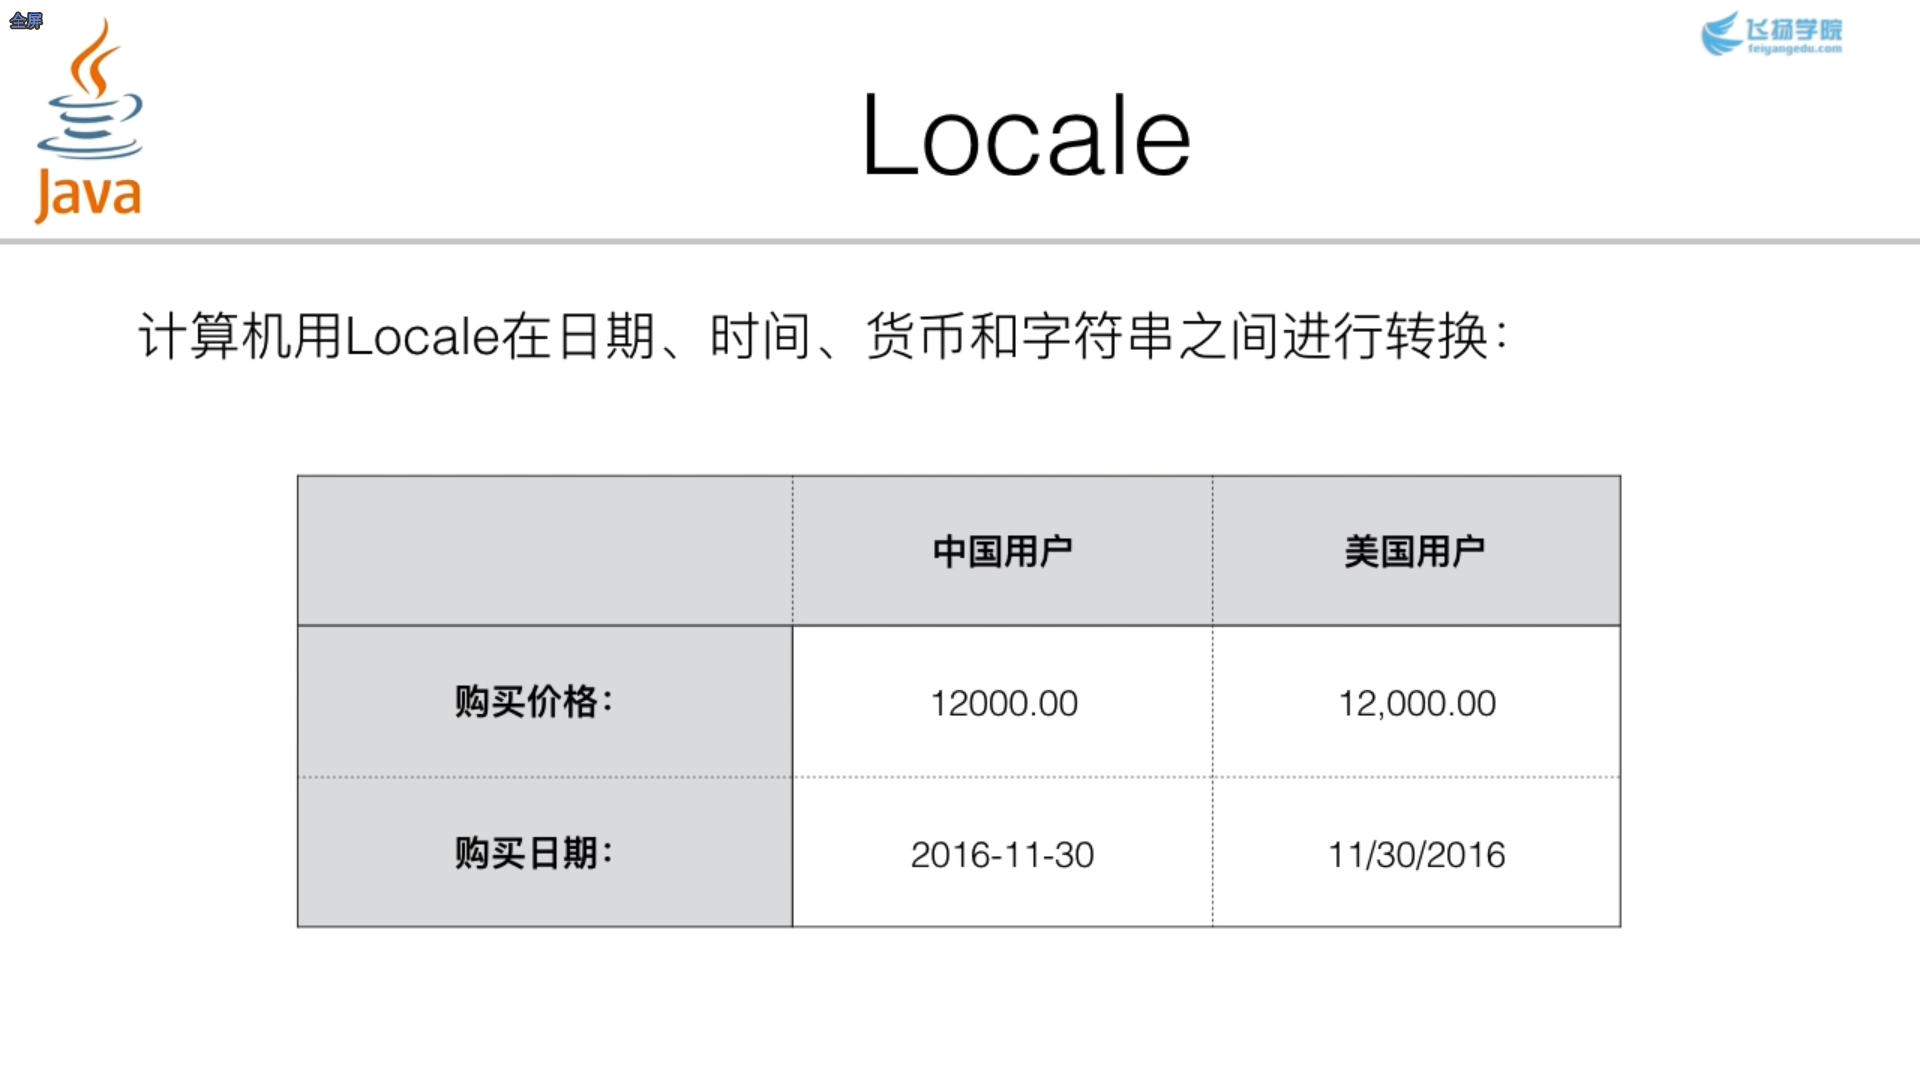 全屏
Java
飞扬学院
feiyangedu.com
Locale
计算机用Locale在日期、时间、货币和字符串之间进行转换：
中国用户 美国用户
购买价格： 12000.00 12,000.00
购买日期： 2016-11-30 11/30/2016